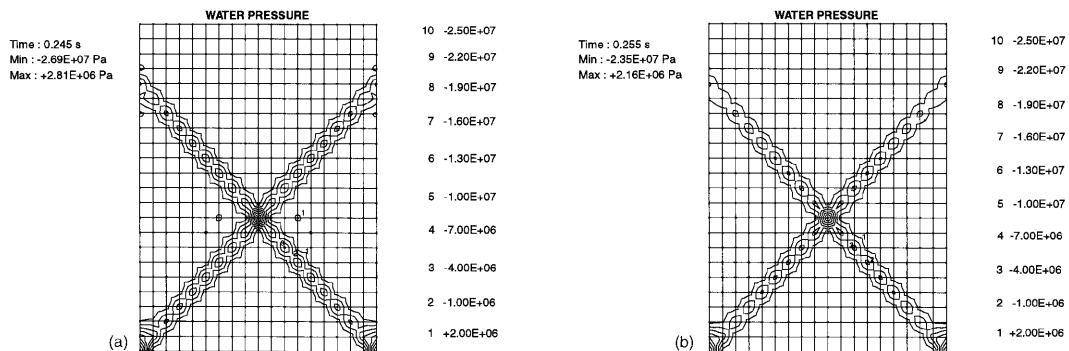 WATER PRESSURE
Time : 0.245 s
Min : -2.69E+07 Pa
Max : +2.81E+06 Pa
10 -2.50E+07
9 -2.20E+07
8 -1.90E+07
7 -1.60E+07
6 -1.30E+07
5 -1.00E+07
4 -7.00E+06
3 -4.00E+06
2 -1.00E+06
1 +2.00E+06
1
(a)
WATER PRESSURE
Time : 0.255 s
Min : -2.35E+07 Pa
Max : +2.16E+06 Pa
10 -2.50E+07
9 -2.20E+07
8 -1.90E+07
7 -1.60E+07
6 -1.30E+07
5 -1.00E+07
4 -7.00E+06
3 -4.00E+06
2 -1.00E+06
1 +2.00E+06
(b)